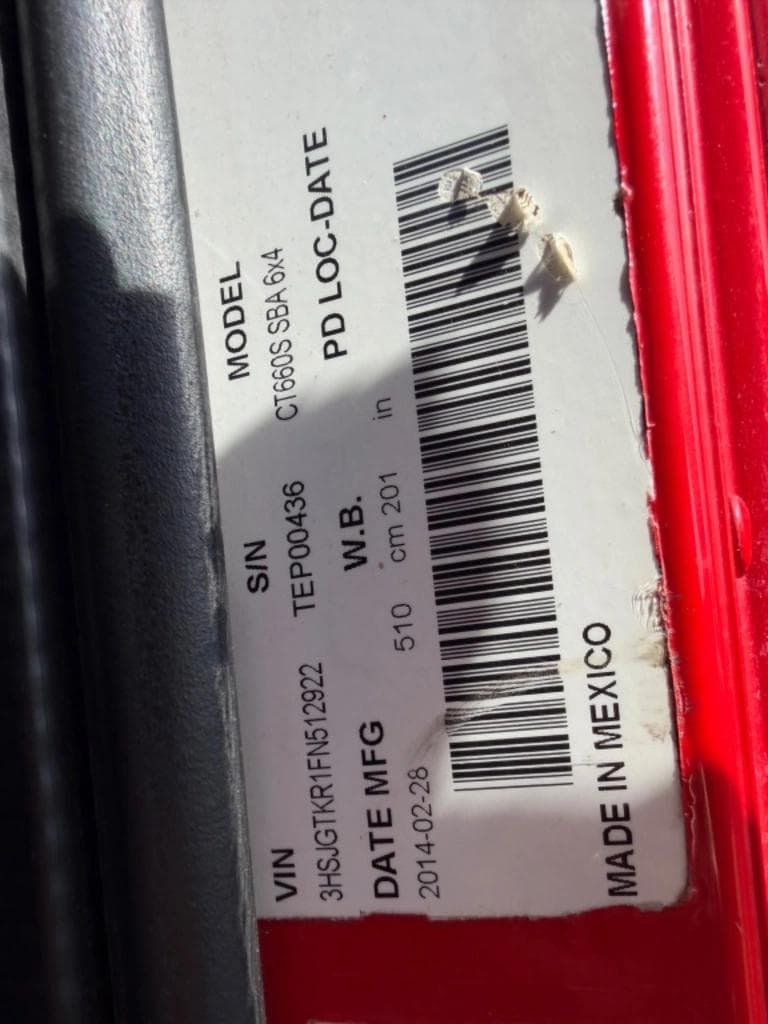 VIN S/N MODEL
3HSJGTKR1FN512922 TEP00436 CT660S SBA 6x4
DATE MFG W.B. PD LOC-DATE
2014-02-28 510 cm 201 in
MADE IN MEXICO